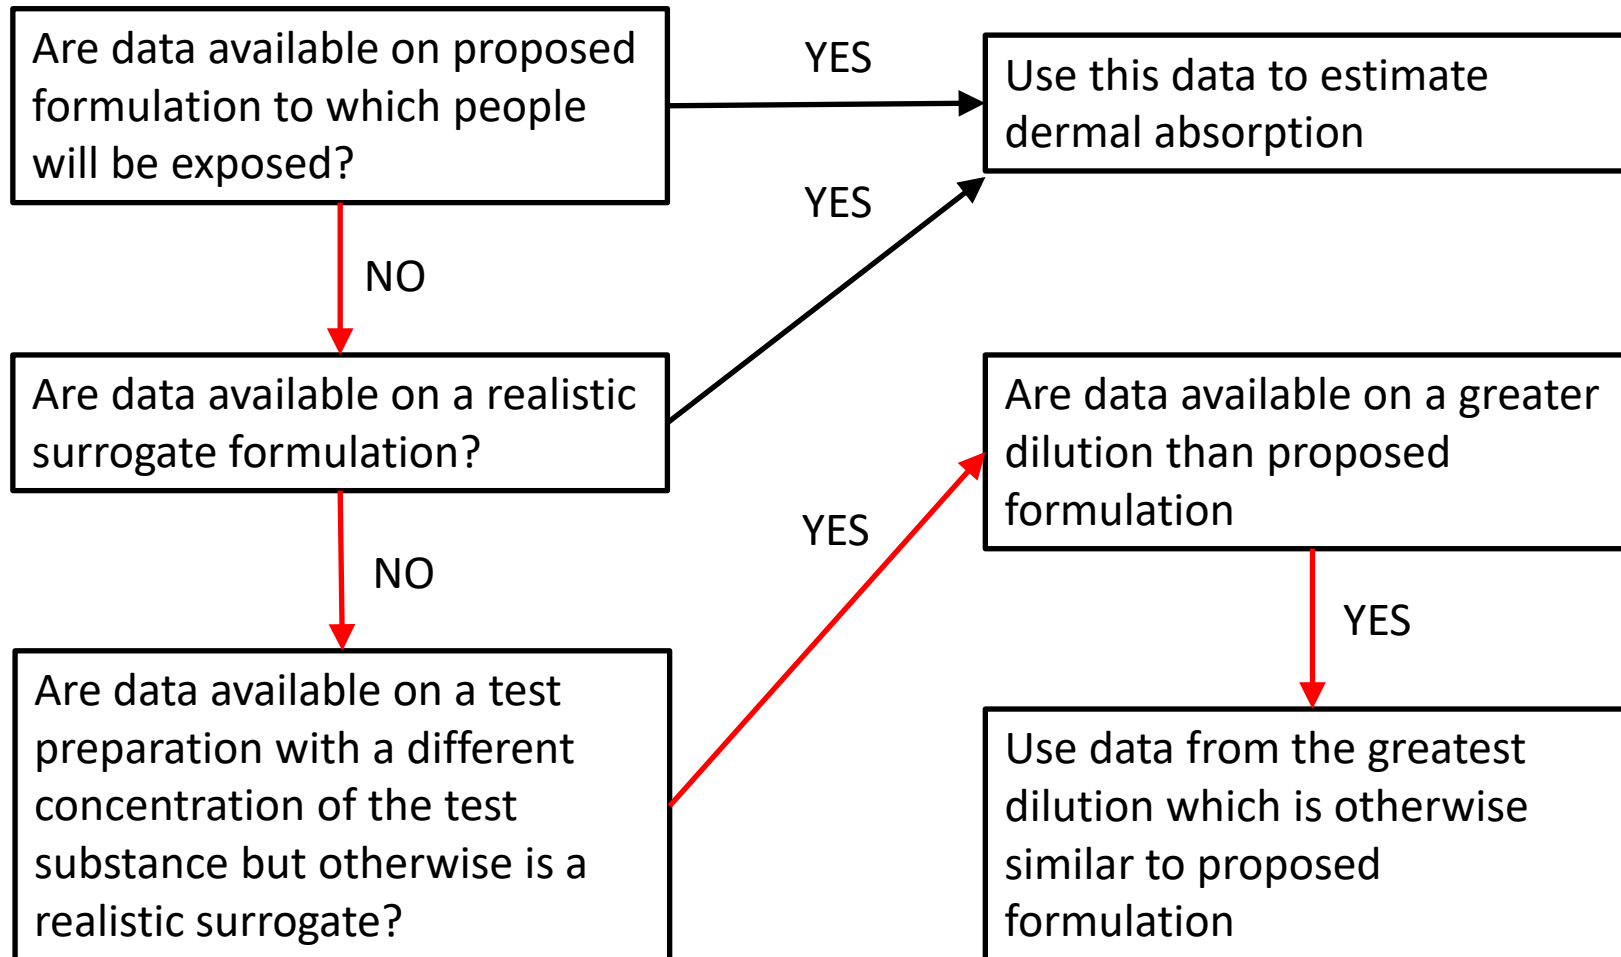 Are data available on proposed
formulation to which people
will be exposed?
YES
Use this data to estimate
dermal absorption
YES
NO
Are data available on a realistic
surrogate formulation?
Are data available on a greater
dilution than proposed
formulation
YES
NO
YES
Are data available on a test
preparation with a different
concentration of the test
substance but otherwise is a
realistic surrogate?
Use data from the greatest
dilution which is otherwise
similar to proposed
formulation